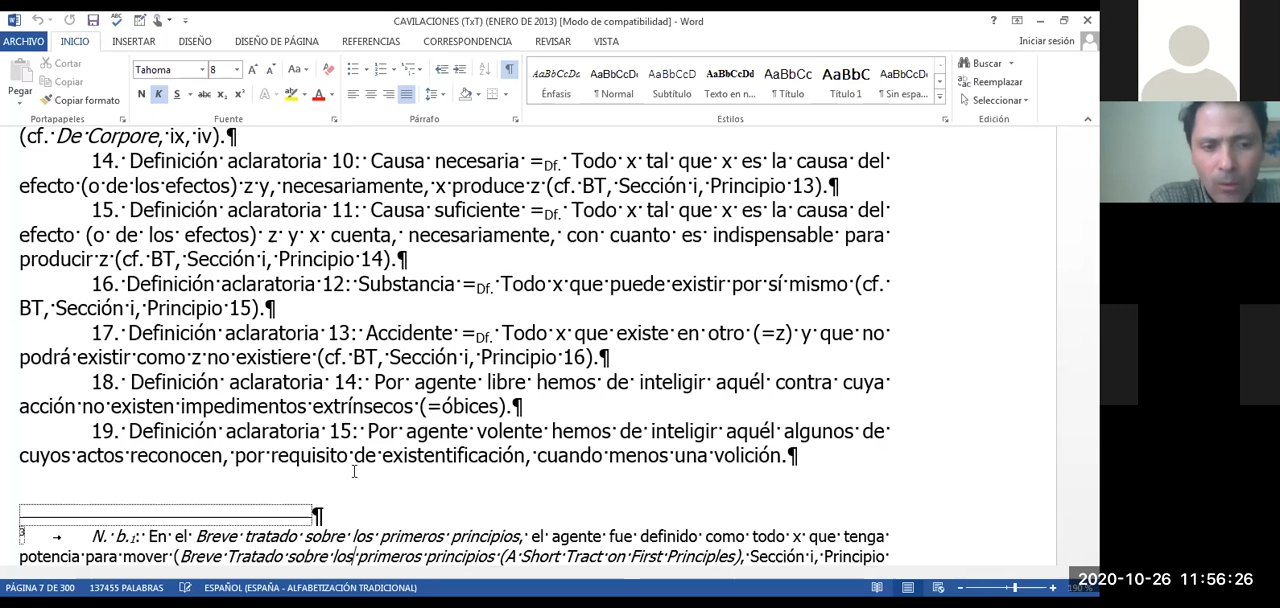 CAVILACIONES (TxT) (ENERO DE 2013) [Modo de compatibilidad] - Word
ARCHIVO INICIO INSERTAR DISEÑO DISEÑO DE PÁGINA REFERENCIAS CORRESPONDENCIA REVISAR VISTA Iniciar sesión
Pegar
Cortar
Copiar
Copiar formato
Portapapeles
Tahoma 8
Aa
N K S abc x₂ x²
Fuente
Párrafo
AaBbCcDc AaBbCcDc AaBbCcD AaBbCcDd AaBbCc AaBbC AaBbCcDc
Énfasis ¶ Normal Subtítulo Texto en n... ¶ Título Título 1 ¶ Sin espa...
Estilos
Buscar
Reemplazar
Seleccionar
Edición
(cf. De Corpore, ix, iv).¶
14. Definición aclaratoria 10: Causa necesaria =Df. Todo x tal que x es la causa del
efecto (o de los efectos) z y, necesariamente, x produce z (cf. BT, Sección i, Principio 13).¶
15. Definición aclaratoria 11: Causa suficiente =Df. Todo x tal que x es la causa del
efecto (o de los efectos) z y x cuenta, necesariamente, con cuanto es indispensable para
producir z (cf. BT, Sección i, Principio 14).¶
16. Definición aclaratoria 12: Substancia =Df. Todo x que puede existir por sí mismo (cf.
BT, Sección i, Principio 15).¶
17. Definición aclaratoria 13: Accidente =Df. Todo x que existe en otro (=z) y que no
podrá existir como z no existiere (cf. BT, Sección i, Principio 16).¶
18. Definición aclaratoria 14: Por agente libre hemos de inteligir aquél contra cuya
acción no existen impedimentos extrínsecos (=óbices).¶
19. Definición aclaratoria 15: Por agente volente hemos de inteligir aquél algunos de
cuyos actos reconocen, por requisito de existentificación, cuando menos una volición.¶
¶
3 N. b.₁: En el Breve tratado sobre los primeros principios, el agente fue definido como todo x que tenga
potencia para mover (Breve Tratado sobre los primeros principios (A Short Tract on First Principles), Sección i, Principio
PÁGINA 7 DE 300 137455 PALABRAS ESPAÑOL (ESPAÑA - ALFABETIZACIÓN TRADICIONAL) 190 %
2020-10-26 11:56:26